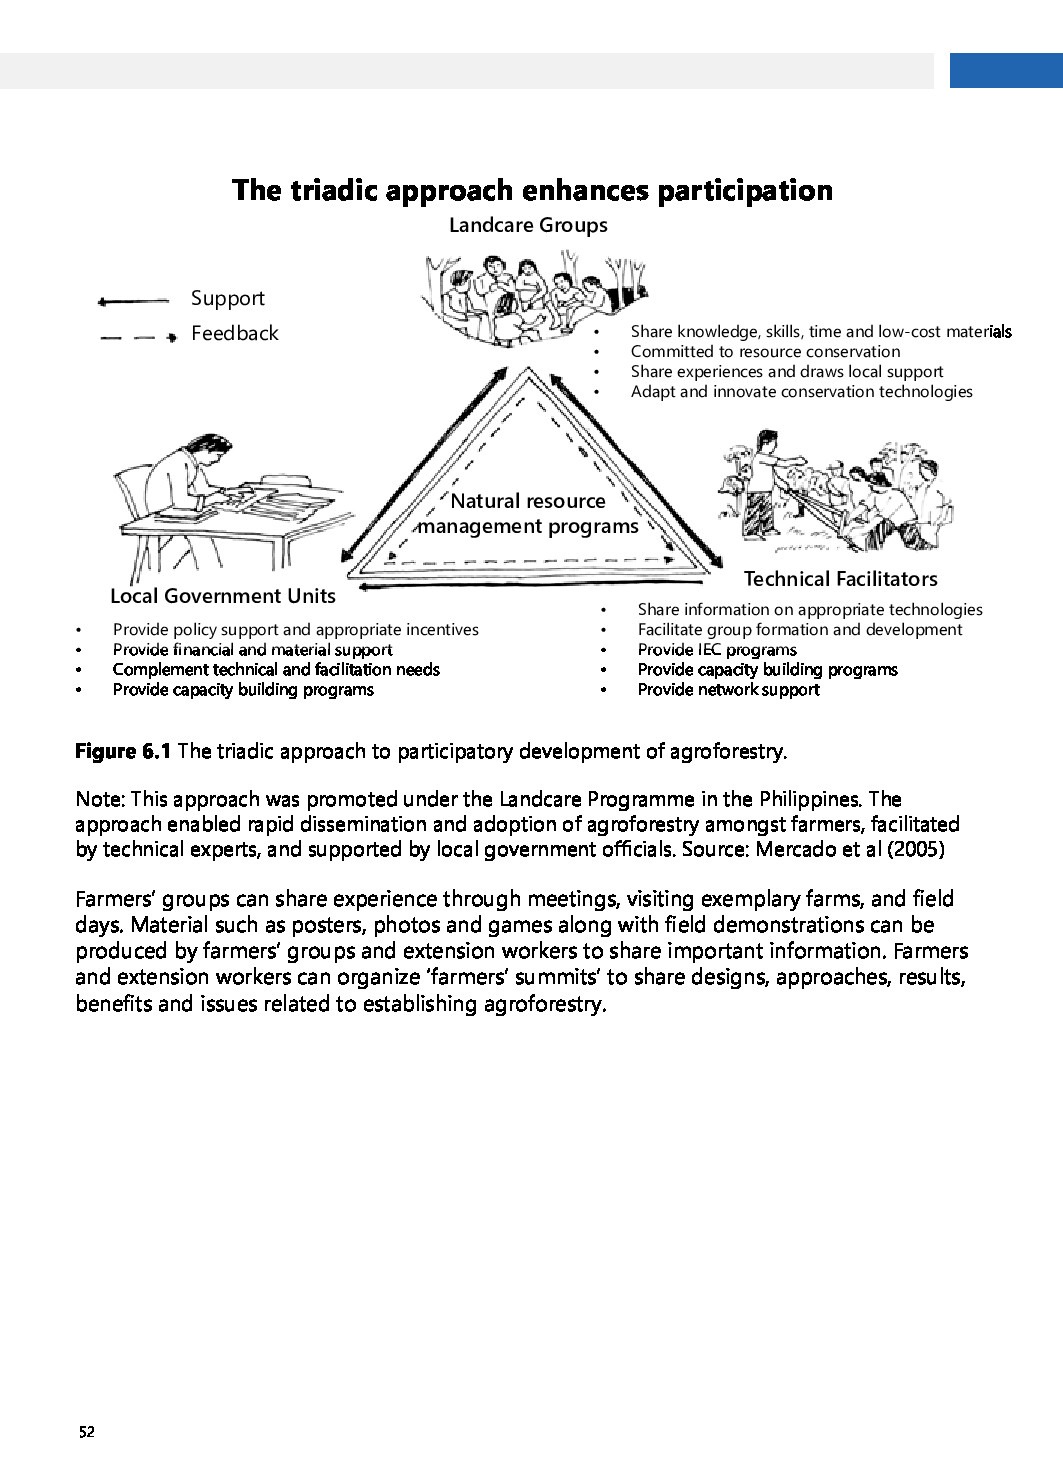 The triadic approach enhances participation
Landcare Groups
Support
Feedback
• Share knowledge, skills, time and low-cost materials
• Committed to resource conservation
• Share experiences and draws local support
• Adapt and innovate conservation technologies
Natural resource
management programs
Technical Facilitators
• Share information on appropriate technologies
• Facilitate group formation and development
• Provide IEC programs
• Provide capacity building programs
• Provide network support
Local Government Units
• Provide policy support and appropriate incentives
• Provide financial and material support
• Complement technical and facilitation needs
• Provide capacity building programs
Figure 6.1 The triadic approach to participatory development of agroforestry.
Note: This approach was promoted under the Landcare Programme in the Philippines. The
approach enabled rapid dissemination and adoption of agroforestry amongst farmers, facilitated
by technical experts, and supported by local government officials. Source: Mercado et al (2005)
Farmers’ groups can share experience through meetings, visiting exemplary farms, and field
days. Material such as posters, photos and games along with field demonstrations can be
produced by farmers’ groups and extension workers to share important information. Farmers
and extension workers can organize ‘farmers’ summits’ to share designs, approaches, results,
benefits and issues related to establishing agroforestry.
52